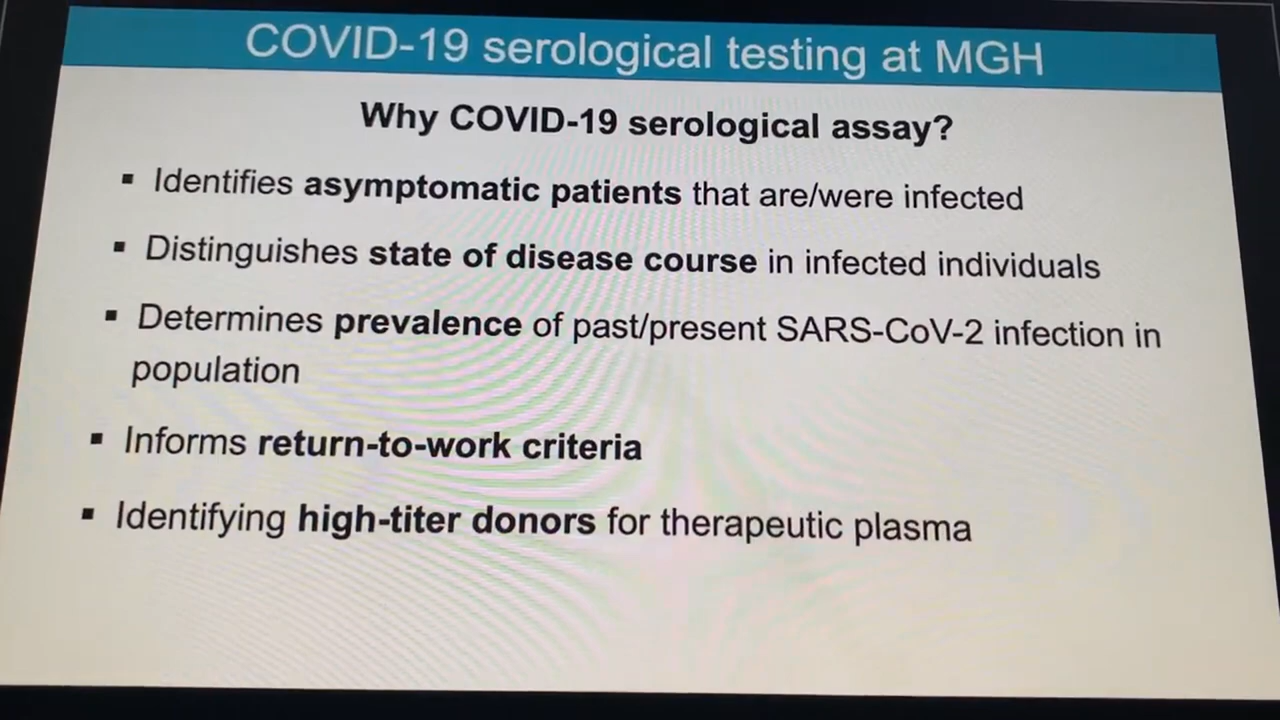 COVID-19 serological testing at MGH
Why COVID-19 serological assay?
▪ Identifies asymptomatic patients that are/were infected
▪ Distinguishes state of disease course in infected individuals
▪ Determines prevalence of past/present SARS-CoV-2 infection in
population
▪ Informs return-to-work criteria
▪ Identifying high-titer donors for therapeutic plasma